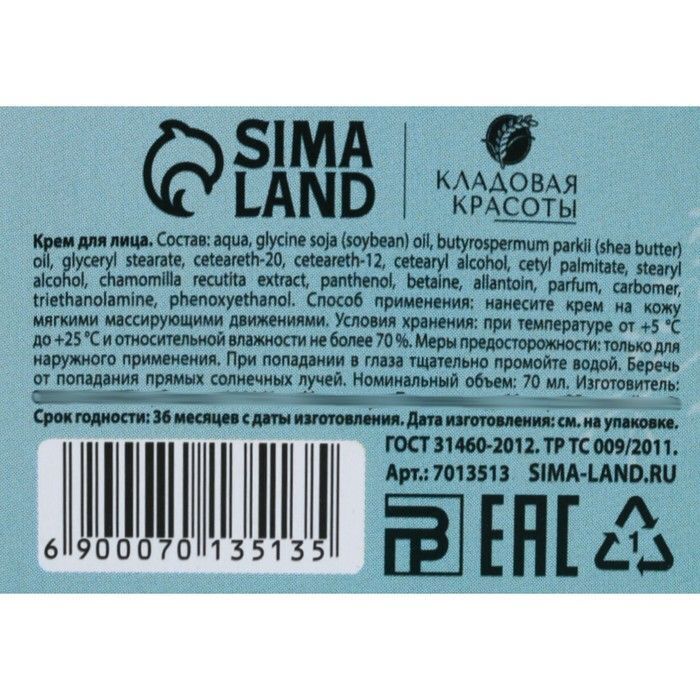 SIMA
LAND
КЛАДОВАЯ
КРАСОТЫ
Крем для лица. Состав: aqua, glycine soja (soybean) oil, butyrospermum parkii (shea butter)
oil, glyceryl stearate, ceteareth-20, ceteareth-12, cetearyl alcohol, cetyl palmitate, stearyl
alcohol, chamomilla recutita extract, panthenol, betaine, allantoin, parfum, carbomer,
triethanolamine, phenoxyethanol. Способ применения: нанесите крем на кожу
мягкими массирующими движениями. Условия хранения: при температуре от +5 °C
до +25 °C и относительной влажности не более 70 %. Меры предосторожности: только для
наружного применения. При попадании в глаза тщательно промойте водой. Беречь
от попадания прямых солнечных лучей. Номинальный объем: 70 мл. Изготовитель:
Срок годности: 36 месяцев с даты изготовления. Дата изготовления: см. на упаковке.
ГОСТ 31460-2012. ТР ТС 009/2011.
Арт.: 7013513 SIMA-LAND.RU
6 900070 135135
EAC
1